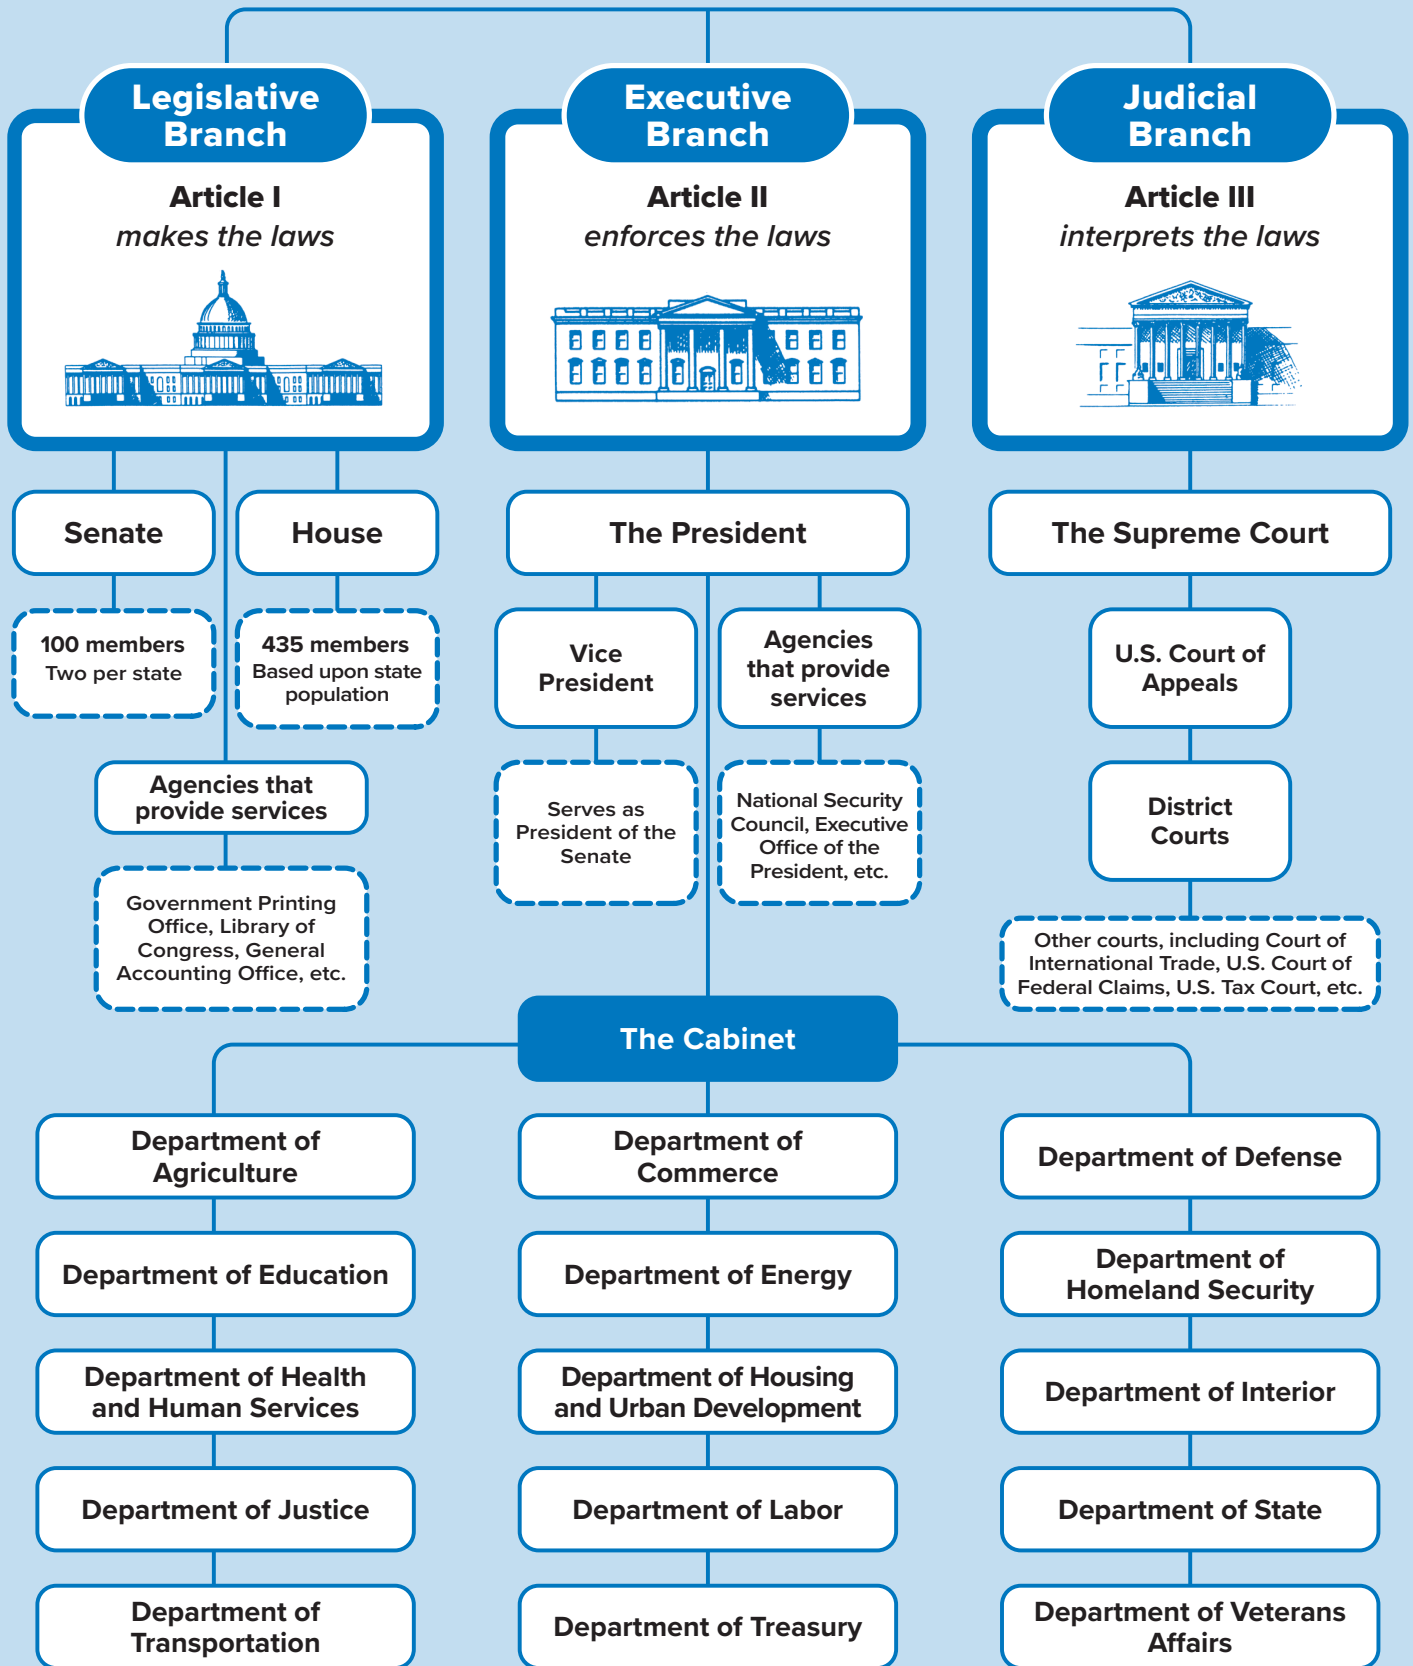 Legislative
Branch
Article I
makes the laws
Executive
Branch
Article II
enforces the laws
Judicial
Branch
Article III
interprets the laws
Senate
House
100 members
Two per state
435 members
Based upon state
population
Agencies that
provide services
Government Printing
Office, Library of
Congress, General
Accounting Office, etc.
The President
Vice
President
Agencies
that provide
services
Serves as
President of the
Senate
National Security
Council, Executive
Office of the
President, etc.
The Supreme Court
U.S. Court of
Appeals
District
Courts
Other courts, including Court of
International Trade, U.S. Court of
Federal Claims, U.S. Tax Court, etc.
The Cabinet
Department of
Agriculture
Department of
Commerce
Department of Defense
Department of Education
Department of Energy
Department of
Homeland Security
Department of Health
and Human Services
Department of Housing
and Urban Development
Department of Interior
Department of Justice
Department of Labor
Department of State
Department of
Transportation
Department of Treasury
Department of Veterans
Affairs